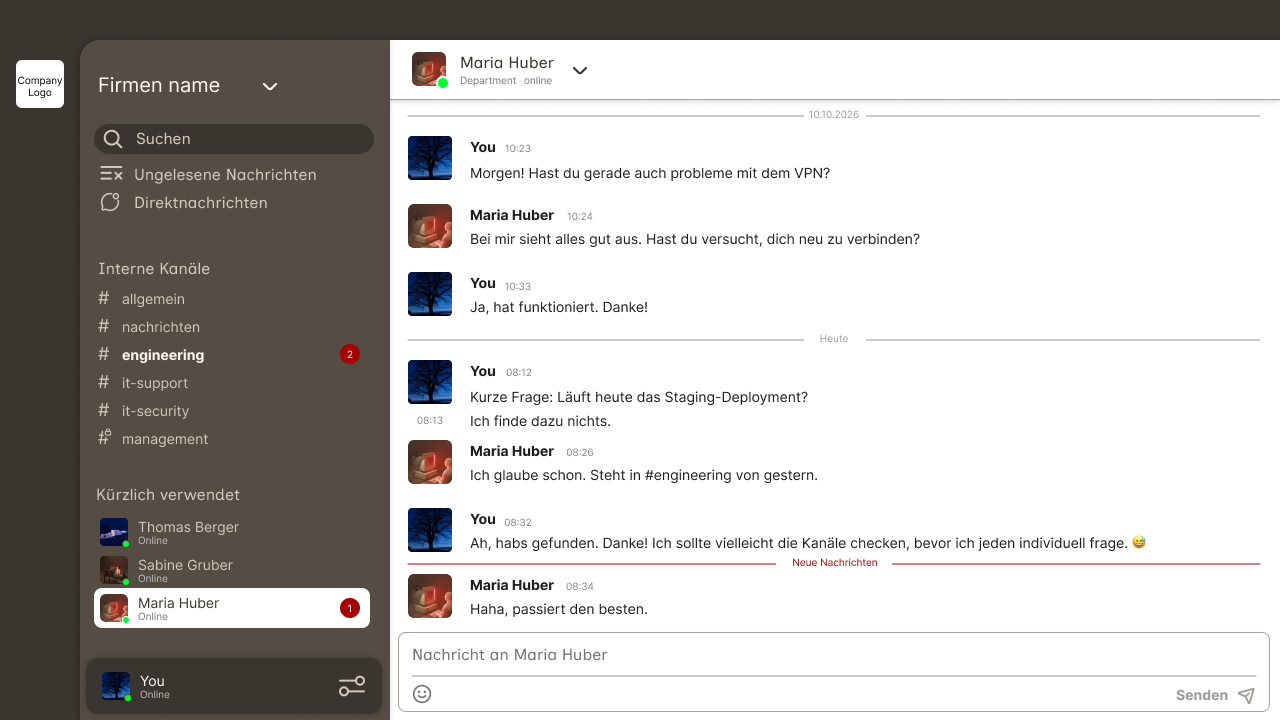 Company
Logo
Firmen name
Suchen
Ungelesene Nachrichten
Direktnachrichten
Interne Kanäle
# allgemein
# nachrichten
# engineering 2
# it-support
# it-security
# management
Kürzlich verwendet
Thomas Berger
Online
Sabine Gruber
Online
Maria Huber
Online
1
You
Online
Maria Huber
Department · online
10.10.2026
You 10:23
Morgen! Hast du gerade auch probleme mit dem VPN?
Maria Huber 10:24
Bei mir sieht alles gut aus. Hast du versucht, dich neu zu verbinden?
You 10:33
Ja, hat funktioniert. Danke!
Heute
You 08:12
Kurze Frage: Läuft heute das Staging-Deployment?
08:13 Ich finde dazu nichts.
Maria Huber 08:26
Ich glaube schon. Steht in #engineering von gestern.
You 08:32
Ah, habs gefunden. Danke! Ich sollte vielleicht die Kanäle checken, bevor ich jeden individuell frage. 😅
Neue Nachrichten
Maria Huber 08:34
Haha, passiert den besten.
Nachricht an Maria Huber
Senden